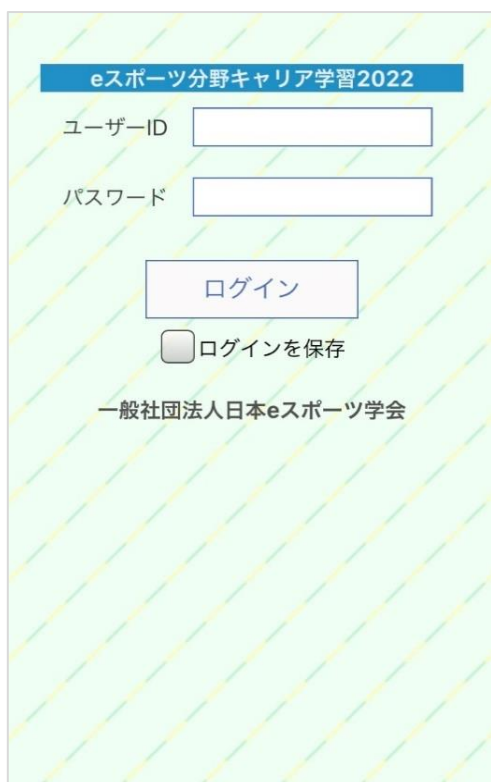 eスポーツ分野キャリア学習2022
ユーザーID
パスワード
ログイン
ログインを保存
一般社団法人日本eスポーツ学会